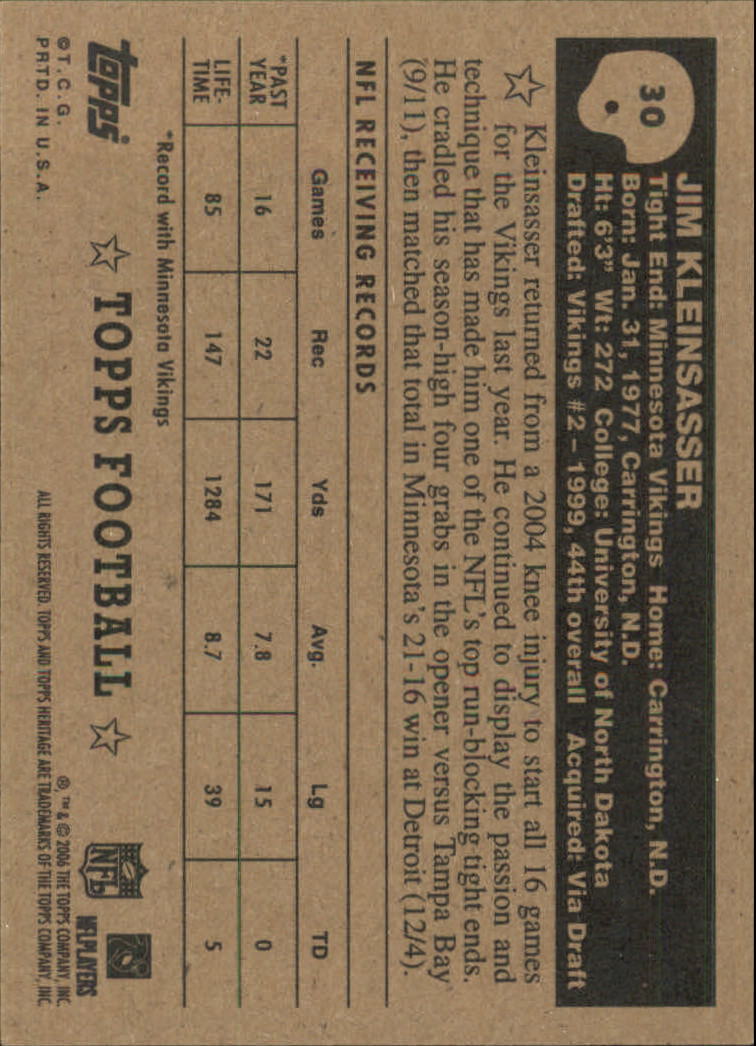 30
JIM KLEINSASSER
Tight End: Minnesota Vikings Home: Carrington, N.D.
Born: Jan. 31, 1977, Carrington, N.D.
Ht: 6'3" Wt: 272 College: University of North Dakota
Drafted: Vikings #2 – 1999, 44th overall Acquired: Via Draft
Kleinsasser returned from a 2004 knee injury to start all 16 games
for the Vikings last year. He continued to display the passion and
technique that has made him one of the NFL's top run-blocking tight ends.
He cradled his season-high four grabs in the opener versus Tampa Bay
(9/11), then matched that total in Minnesota's 21-16 win at Detroit (12/4).
NFL RECEIVING RECORDS
Games Rec Yds Avg. Lg TD
*PAST YEAR 16 22 171 7.8 15 0
LIFE-TIME 85 147 1284 8.7 39 5
*Record with Minnesota Vikings
topps
TOPPS FOOTBALL
NFL
NFLPLAYERS
©T.C.G.
PRTD. IN U.S.A.
®, ™ & © 2006 THE TOPPS COMPANY, INC.
ALL RIGHTS RESERVED. TOPPS AND TOPPS HERITAGE ARE TRADEMARKS OF THE TOPPS COMPANY, INC.